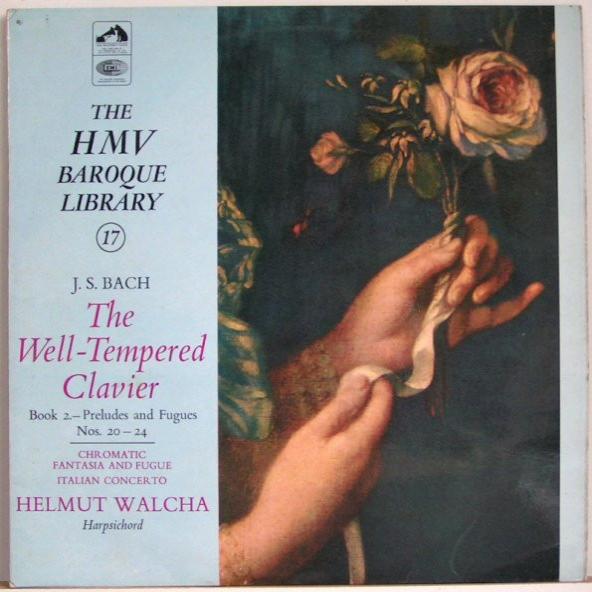 THE
HMV
BAROQUE
LIBRARY
17
J. S. BACH
The
Well-Tempered
Clavier
Book 2.—Preludes and Fugues
Nos. 20 – 24
CHROMATIC
FANTASIA AND FUGUE
ITALIAN CONCERTO
HELMUT WALCHA
Harpsichord